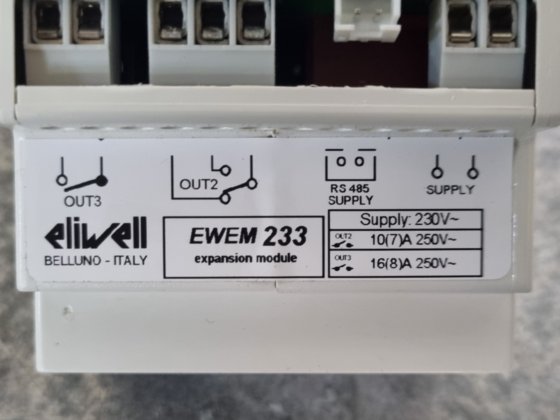 OUT3
OUT2
RS 485
SUPPLY
SUPPLY
eliwell
BELLUNO - ITALY
EWEM 233
expansion module
Supply: 230V~
OUT2 10(7)A 250V~
OUT3 16(8)A 250V~